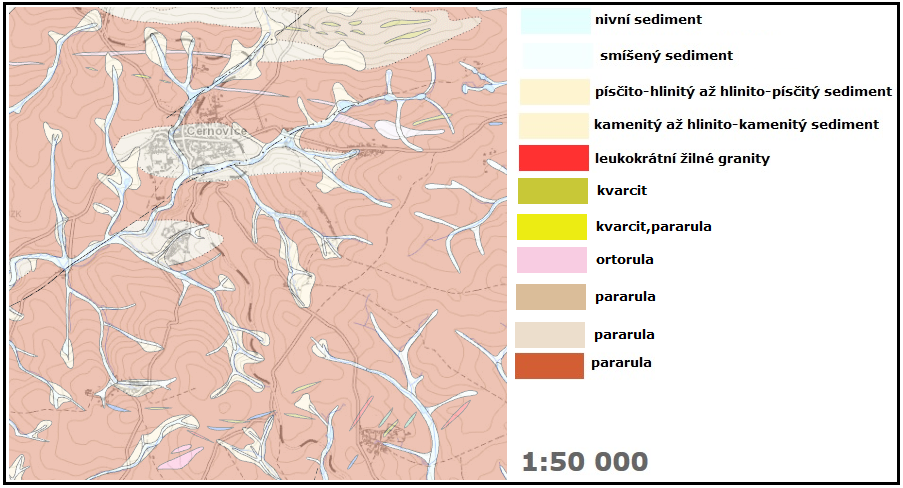 nivní sediment
smíšený sediment
písčito-hlinitý až hlinito-písčitý sediment
kamenitý až hlinito-kamenitý sediment
leukokrátní žilné granity
kvarcit
kvarcit,pararula
ortorula
pararula
pararula
pararula
1:50 000
Černovice